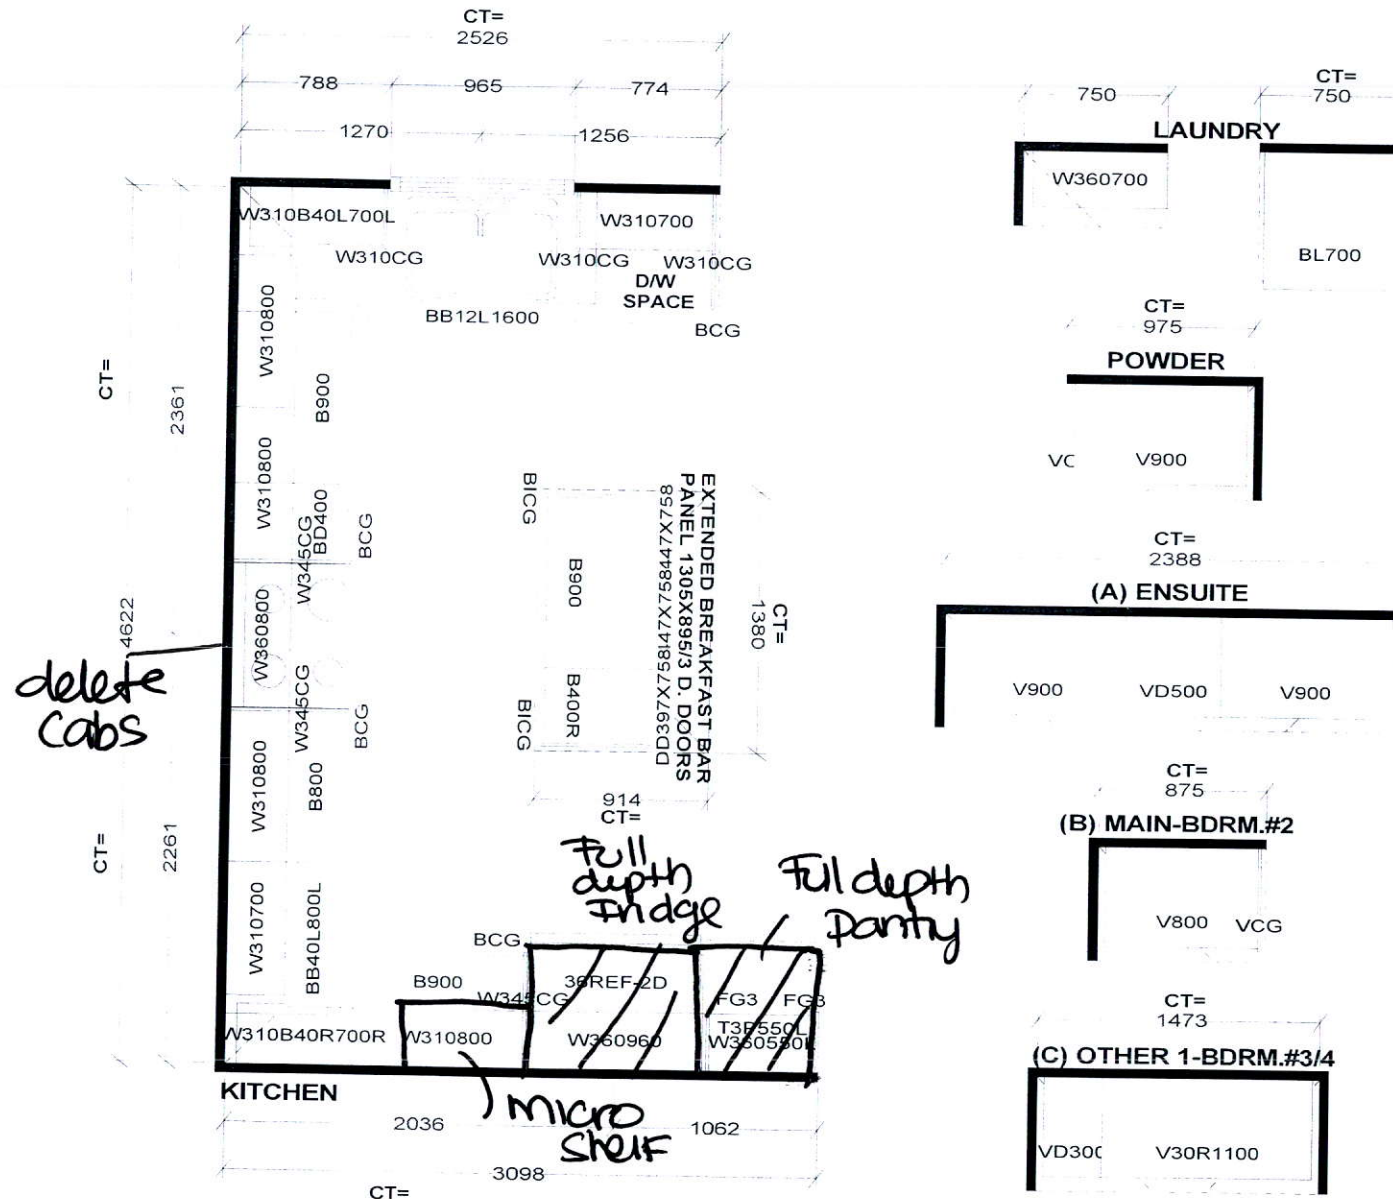 CT=
2526
788
965
774
1270
1256
W310B40L700L
W310700
W310CG
W310CG
W310CG
D/W
SPACE
BB12L1600
BCG
W310800
B900
CT=
2361
W310800
W345CG
BD400
BCG
W360800
4622
delete
cabs
W345CG
BCG
W310800
B800
CT=
2261
W310700
BB40L800L
BICG
B900
B400R
BICG
EXTENDED BREAKFAST BAR
PANEL 1305X895/3 D. DOORS
CT=
1380
914
CT=
Full
depth
Fridge
Full depth
Pantry
BCG
B900
W345CG
36REF-2D
FG3
FG3
T3P550L
W310B40R700R
W310800
W360960
W360550L
KITCHEN
2036
micro
shelf
1062
3098
CT=
750
CT=
750
LAUNDRY
W360700
BL700
CT=
975
POWDER
VC
V900
CT=
2388
(A) ENSUITE
V900
VD500
V900
CT=
875
(B) MAIN-BDRM.#2
V800
VCG
CT=
1473
(C) OTHER 1-BDRM.#3/4
VD300
V30R1100